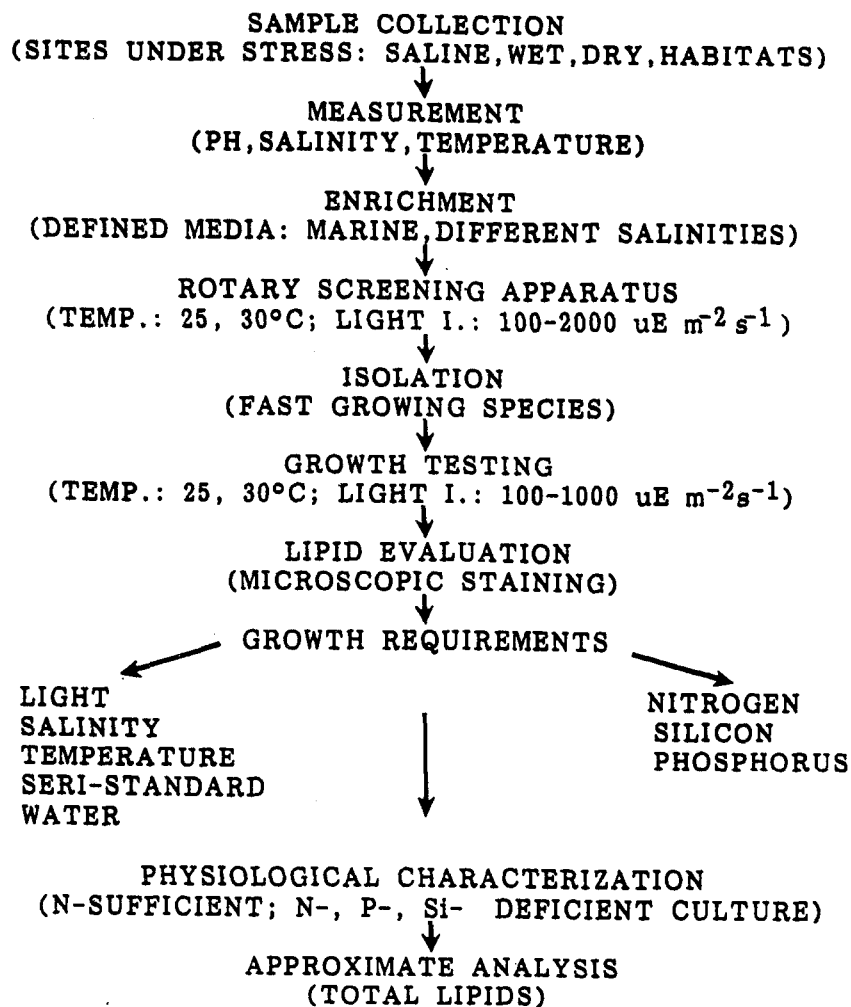 SAMPLE COLLECTION
(SITES UNDER STRESS: SALINE,WET,DRY,HABITATS)
MEASUREMENT
(PH,SALINITY,TEMPERATURE)
ENRICHMENT
(DEFINED MEDIA: MARINE,DIFFERENT SALINITIES)
ROTARY SCREENING APPARATUS
(TEMP.: 25, 30°C; LIGHT I.: 100-2000 uE m⁻² s⁻¹)
ISOLATION
(FAST GROWING SPECIES)
GROWTH TESTING
(TEMP.: 25, 30°C; LIGHT I.: 100-1000 uE m⁻²s⁻¹)
LIPID EVALUATION
(MICROSCOPIC STAINING)
GROWTH REQUIREMENTS
LIGHT
SALINITY
TEMPERATURE
SERI-STANDARD
WATER
NITROGEN
SILICON
PHOSPHORUS
PHYSIOLOGICAL CHARACTERIZATION
(N-SUFFICIENT; N-, P-, Si- DEFICIENT CULTURE)
APPROXIMATE ANALYSIS
(TOTAL LIPIDS)